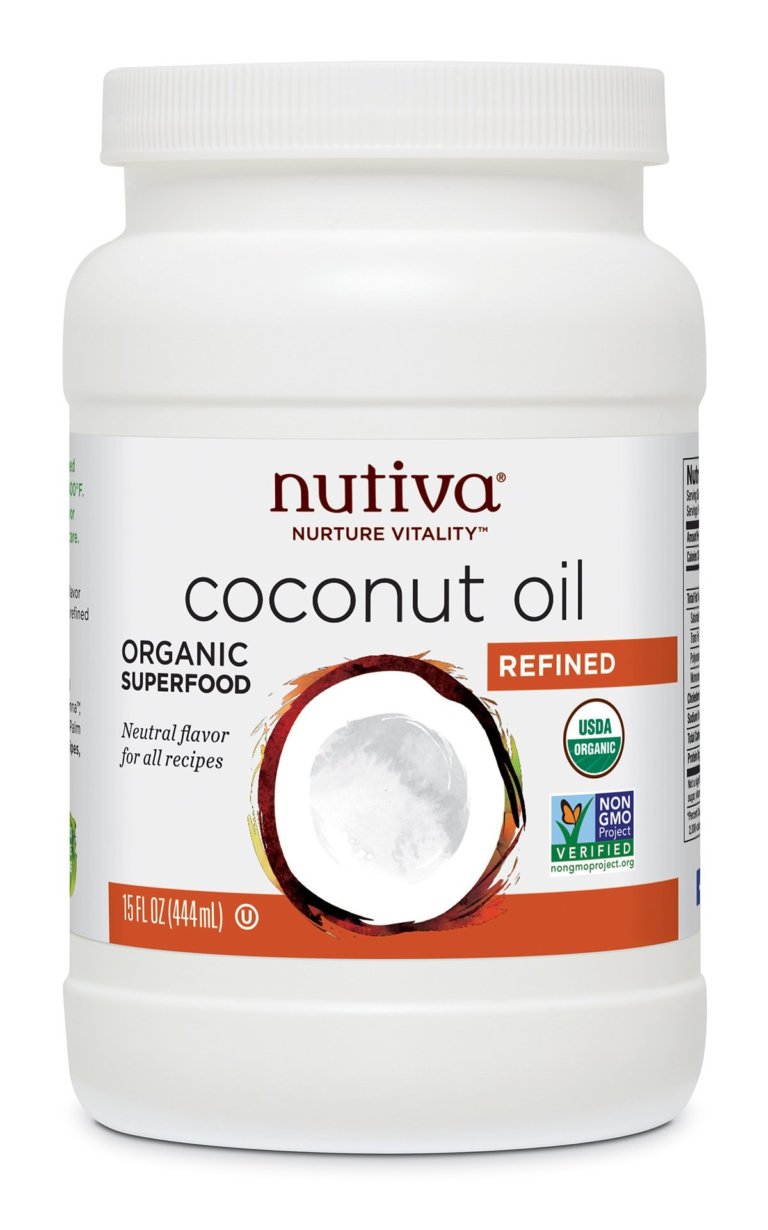 nutiva®
NURTURE VITALITY™
coconut oil
ORGANIC
SUPERFOOD
REFINED
Neutral flavor
for all recipes
USDA
ORGANIC
NON
GMO
Project
VERIFIED
nongmoproject.org
15 FL OZ (444mL) U